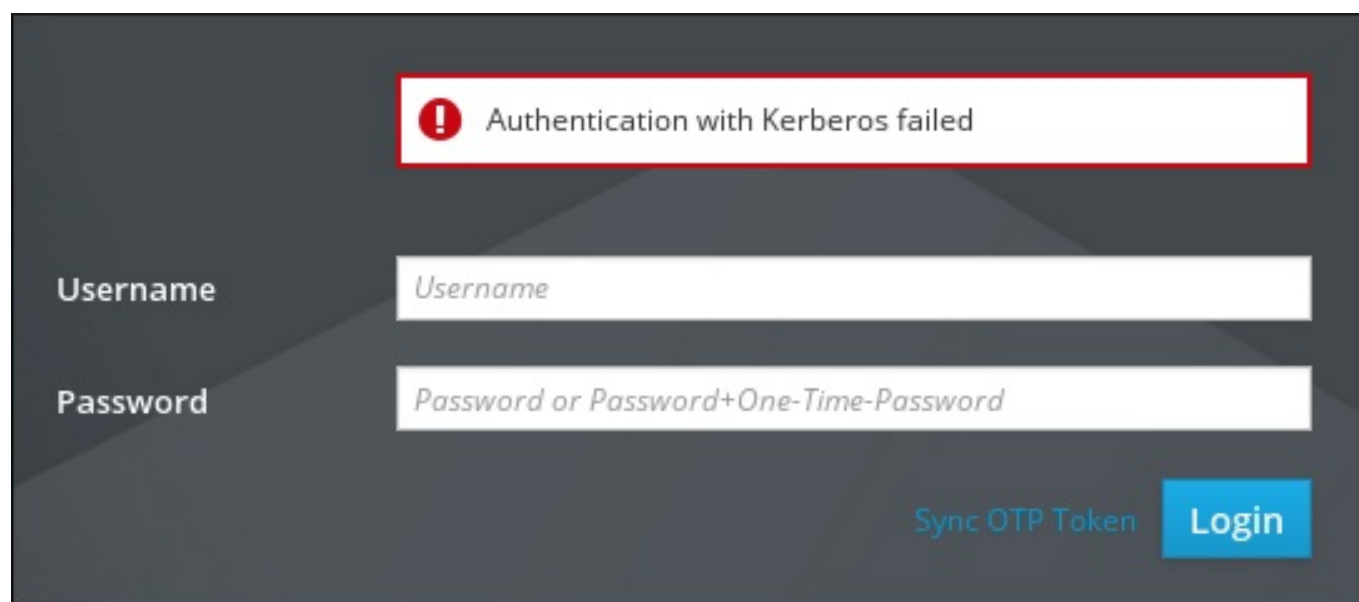 Authentication with Kerberos failed
Username Username
Password Password or Password+One-Time-Password
Sync OTP Token Login